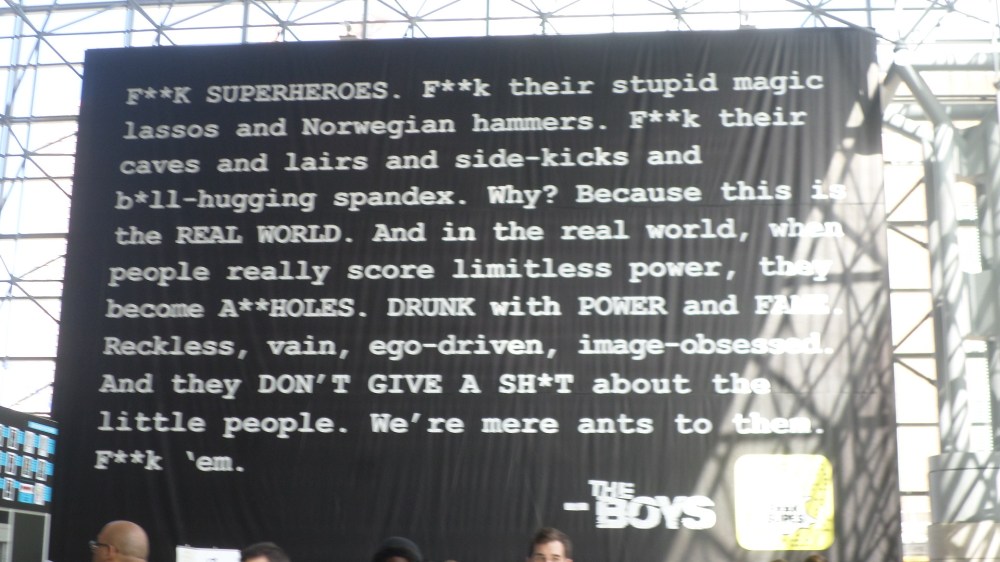 F**K SUPERHEROES. F**k their stupid magic
lassos and Norwegian hammers. F**k their
caves and lairs and side-kicks and
b*ll-hugging spandex. Why? Because this is
the REAL WORLD. And in the real world, when
people really score limitless power, they
become A**HOLES. DRUNK with POWER and FAME.
Reckless, vain, ego-driven, image-obsessed.
And they DON'T GIVE A SH*T about the
little people. We're mere ants to them.
F**k 'em.
THE
BOYS
SUPES